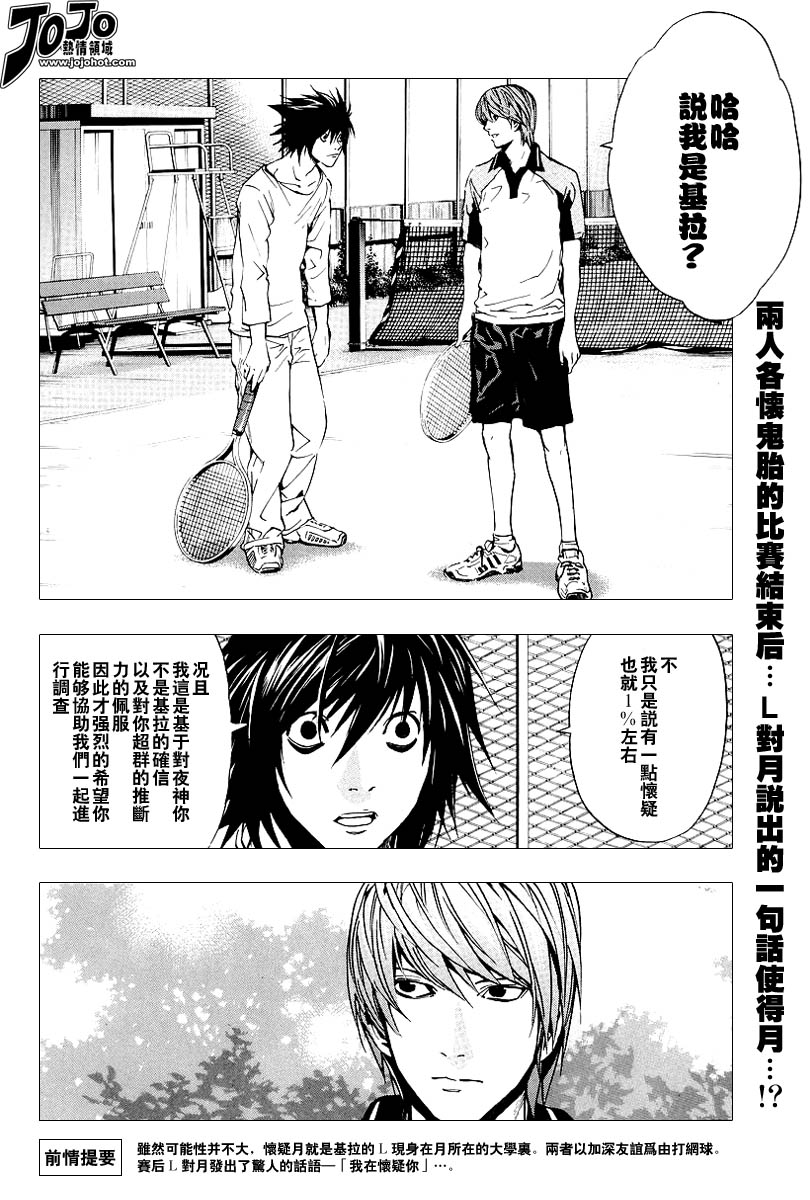 JOJO
熱情領域
www.jojohot.com
哈哈
說我是基拉?
兩人各懷鬼胎的比賽結束后…L對月說出的一句話使得月…!?
不
我只是說有一點懷疑
也就1%左右
況且
我這是基于對夜神你
不是基拉的確信
以及對你超群的推斷
力的佩服
因此才强烈的希望你
能够協助我們一起進
行調查
前情提要
雖然可能性并不大，懷疑月就是基拉的L現身在月所在的大學裏。兩者以加深友誼爲由打網球。
賽后L對月發出了驚人的話語—「我在懷疑你」…。